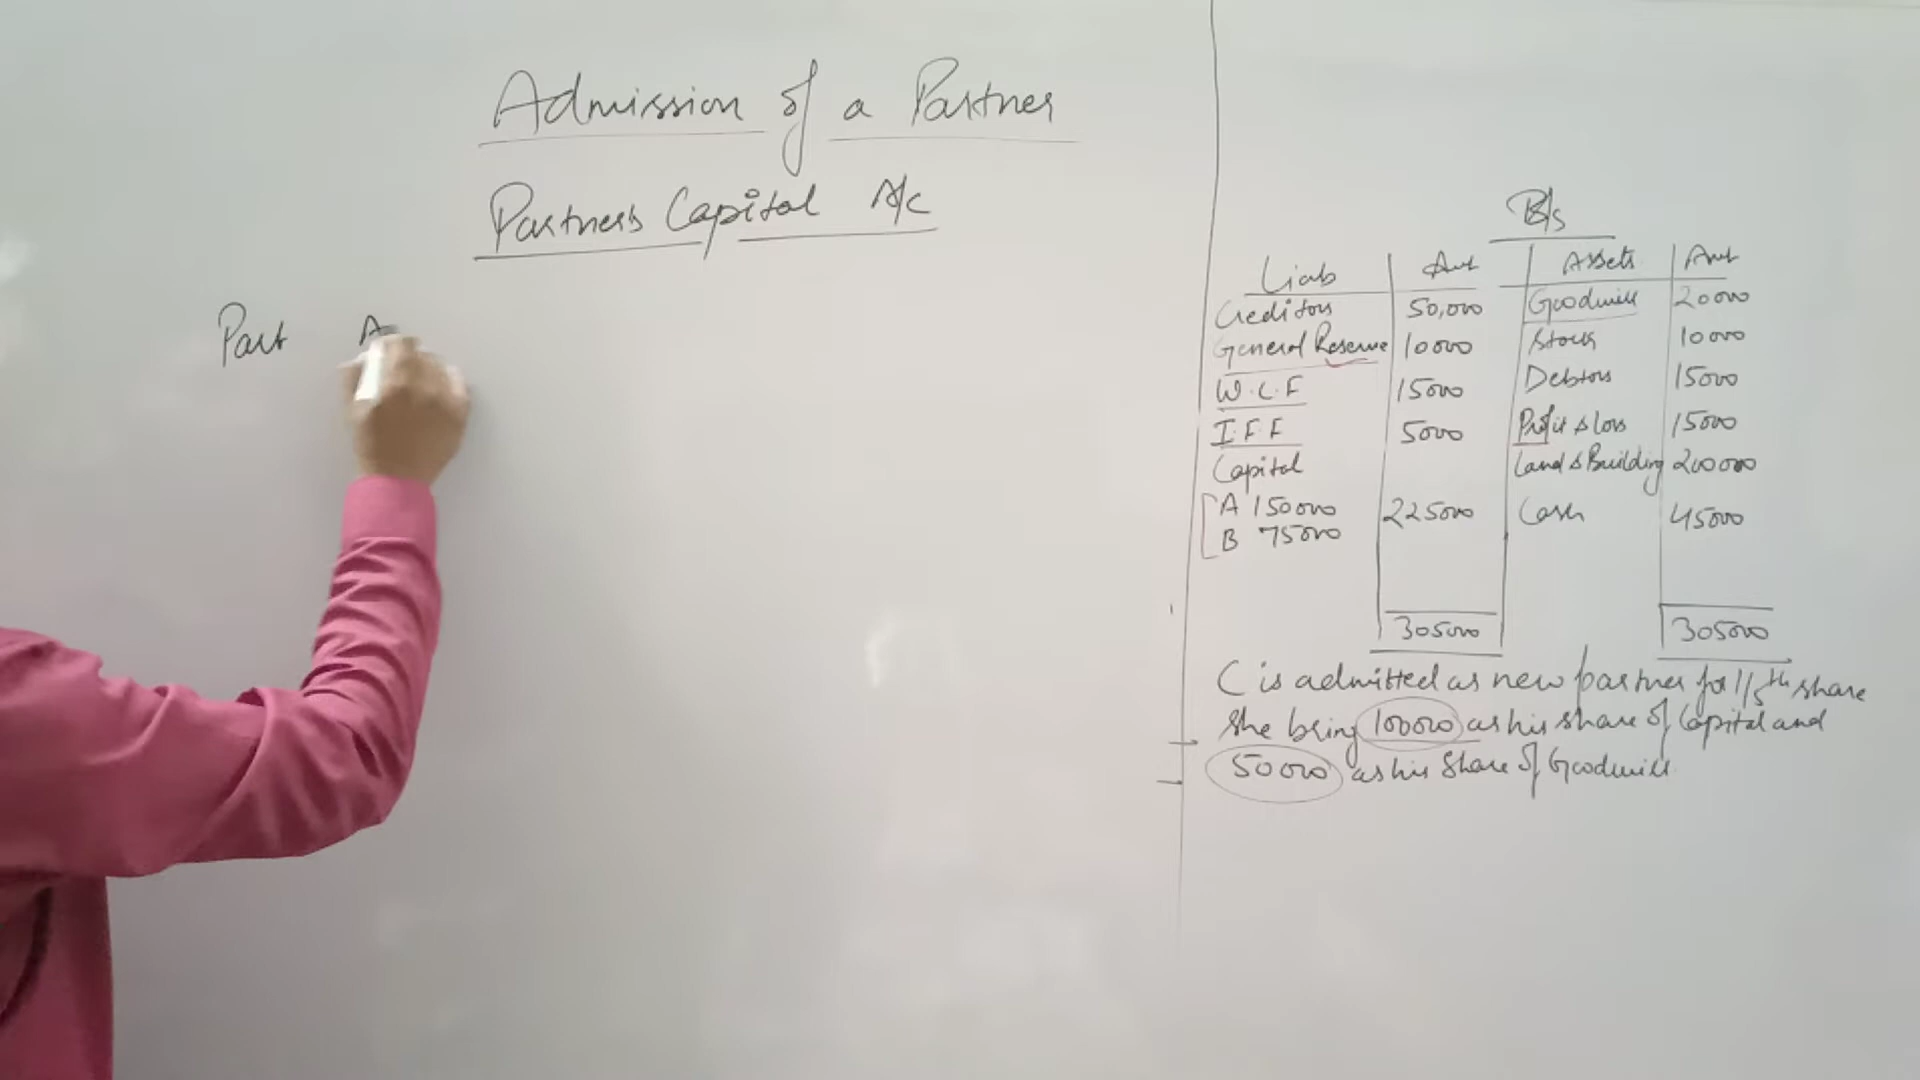 Admission of a Partner
Partner's Capital A/c
Part A
B/s
Liab Amt Assets Amt
Creditors 50,000 Goodwill 20000
General Reserve 10000 Stock 10000
W.C.F 15000 Debtors 15000
I.F.F 5000 Profit & loss 15000
Capital Land & Building 200000
A 150000 225000 Cash 45000
B 75000
305000 305000
C is admitted as new partner for 1/5th share
She bring 100000 as his share of Capital and
50000 as his share of Goodwill